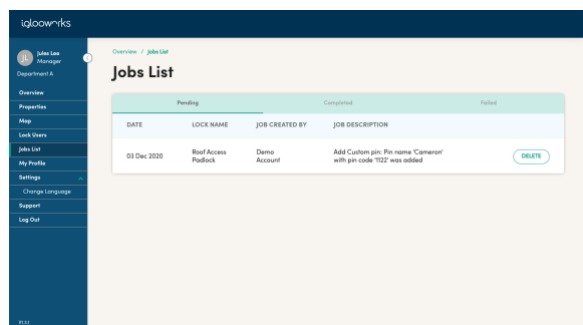 iglooworks
JL
Jules Lee
Manager
Department A
Overview
Properties
Map
Lock Users
Jobs List
My Profile
Settings
Change Language
Support
Log Out
Overview / Jobs List
Jobs List
Pending Completed Failed
DATE LOCK NAME JOB CREATED BY JOB DESCRIPTION
03 Dec 2020 Roof Access Demo Add Custom pin: Pin name 'Cameron' DELETE
Padlock Account with pin code '1122' was added